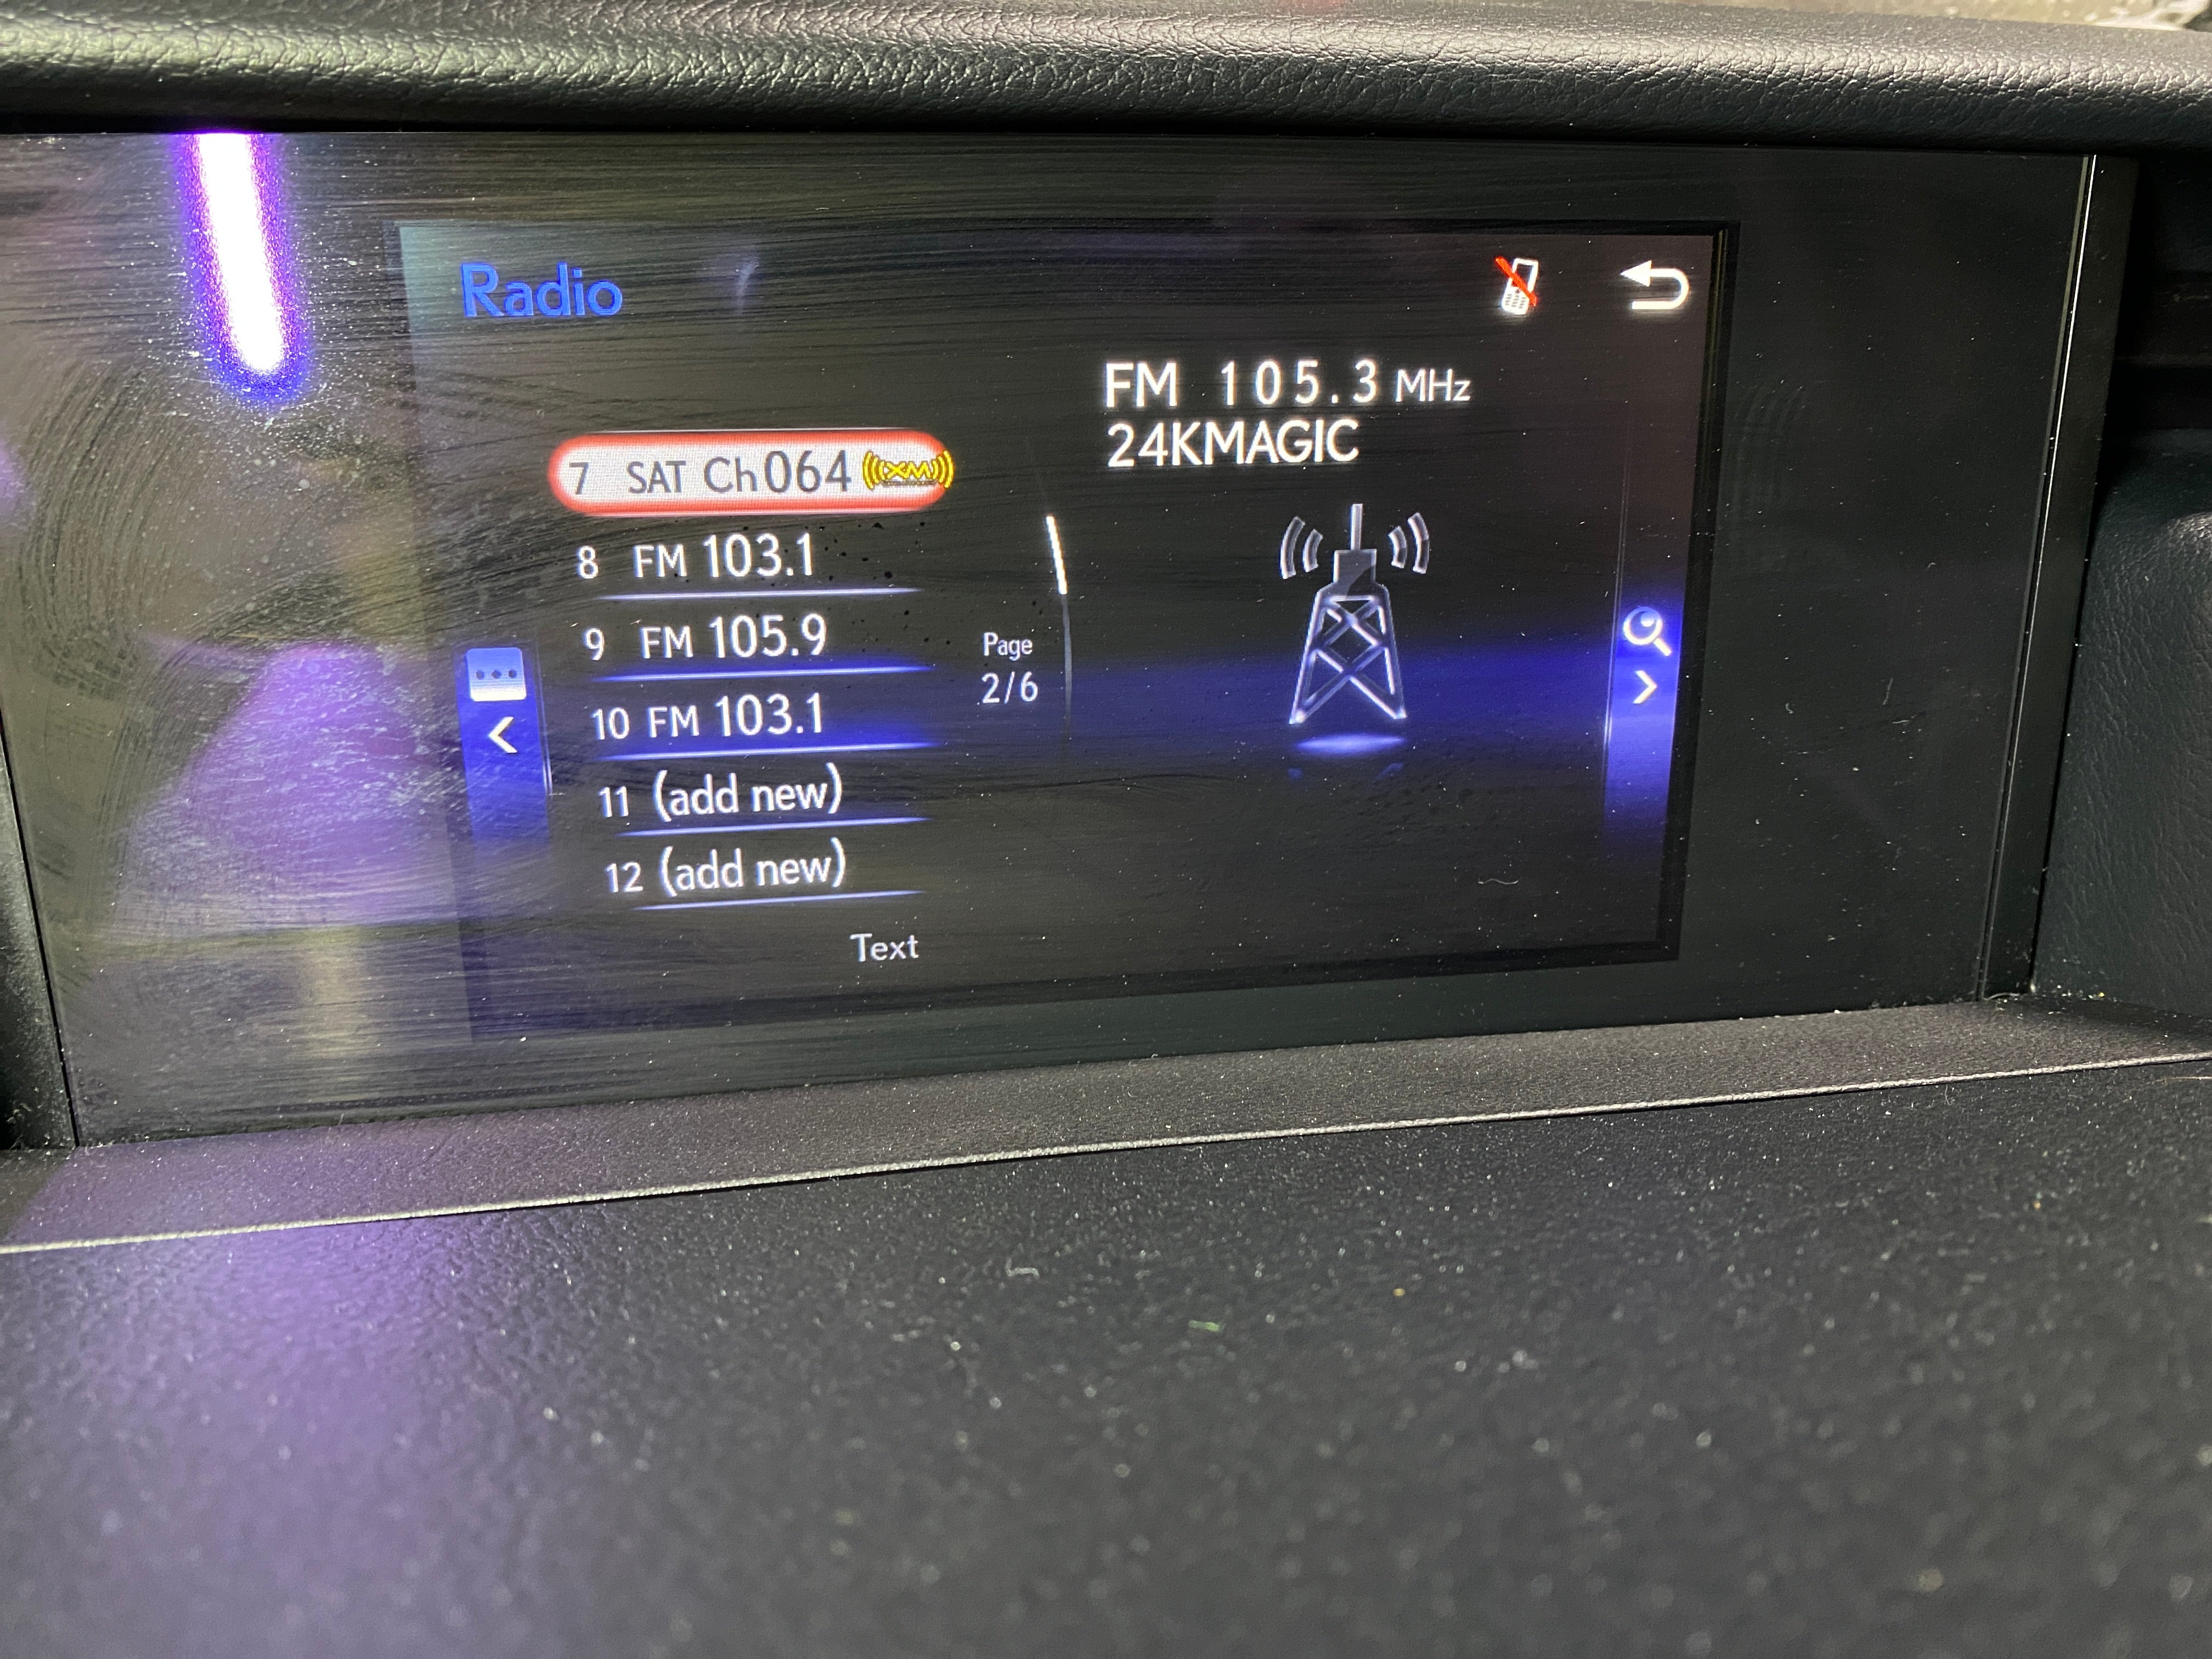 Radio
FM 105.3 MHz
24KMAGIC
7 SAT Ch064 XM
8 FM 103.1
9 FM 105.9
10 FM 103.1
11 (add new)
12 (add new)
Page
2/6
Text